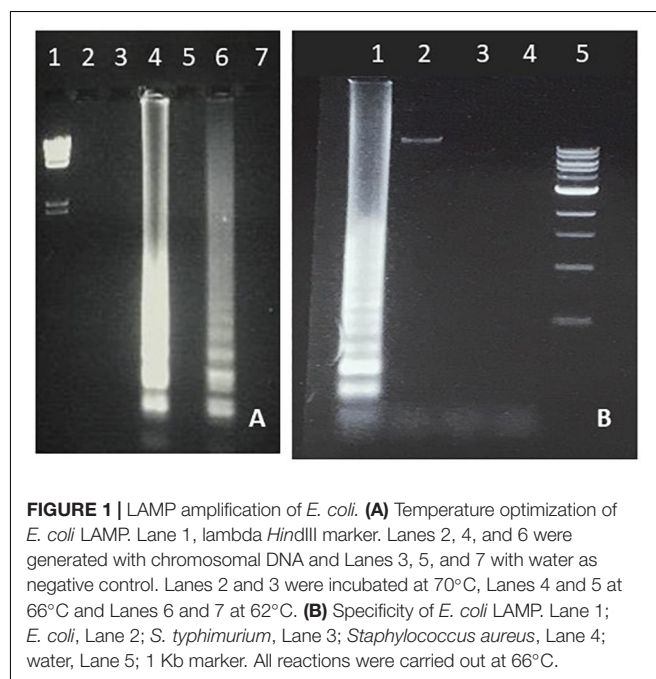 1 2 3 4 5 6 7
A
1 2 3 4 5
B
FIGURE 1 | LAMP amplification of E. coli. (A) Temperature optimization of
E. coli LAMP. Lane 1, lambda HindIII marker. Lanes 2, 4, and 6 were
generated with chromosomal DNA and Lanes 3, 5, and 7 with water as
negative control. Lanes 2 and 3 were incubated at 70°C, Lanes 4 and 5 at
66°C and Lanes 6 and 7 at 62°C. (B) Specificity of E. coli LAMP. Lane 1;
E. coli, Lane 2; S. typhimurium, Lane 3; Staphylococcus aureus, Lane 4;
water, Lane 5; 1 Kb marker. All reactions were carried out at 66°C.